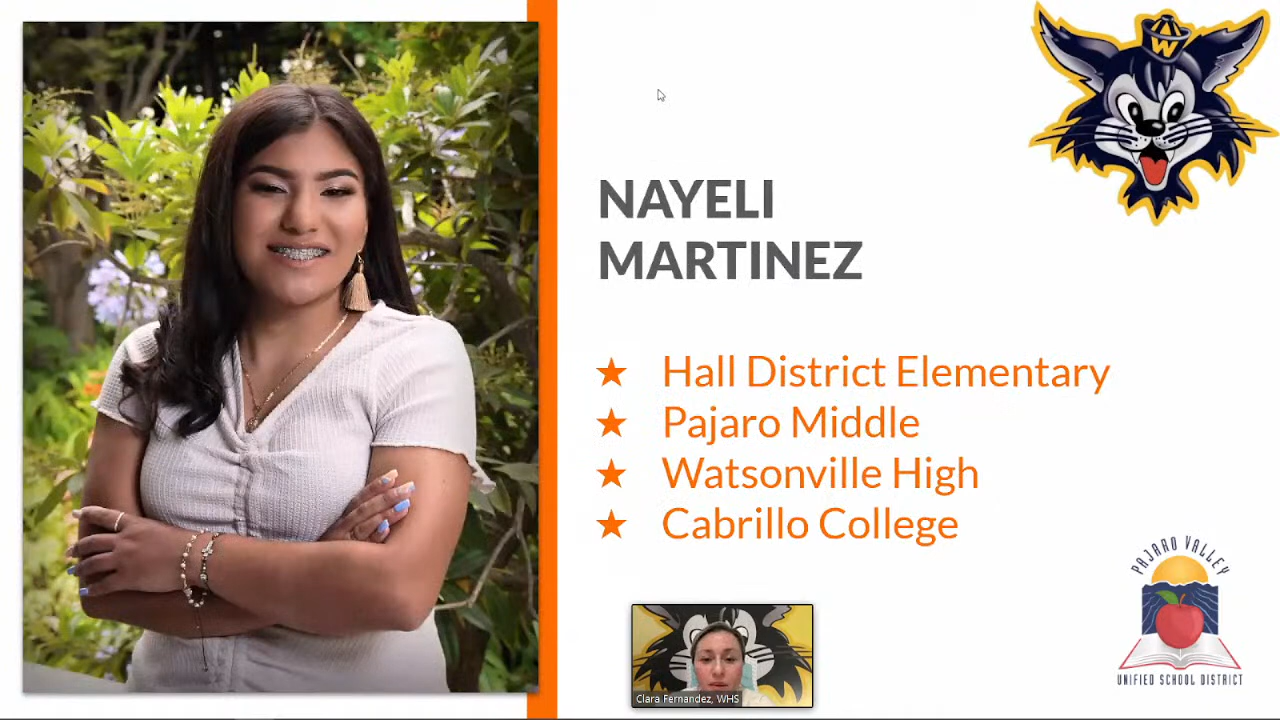 W
NAYELI
MARTINEZ
★ Hall District Elementary
★ Pajaro Middle
★ Watsonville High
★ Cabrillo College
PAJARO VALLEY
UNIFIED SCHOOL DISTRICT
Clara Fernandez, WHS